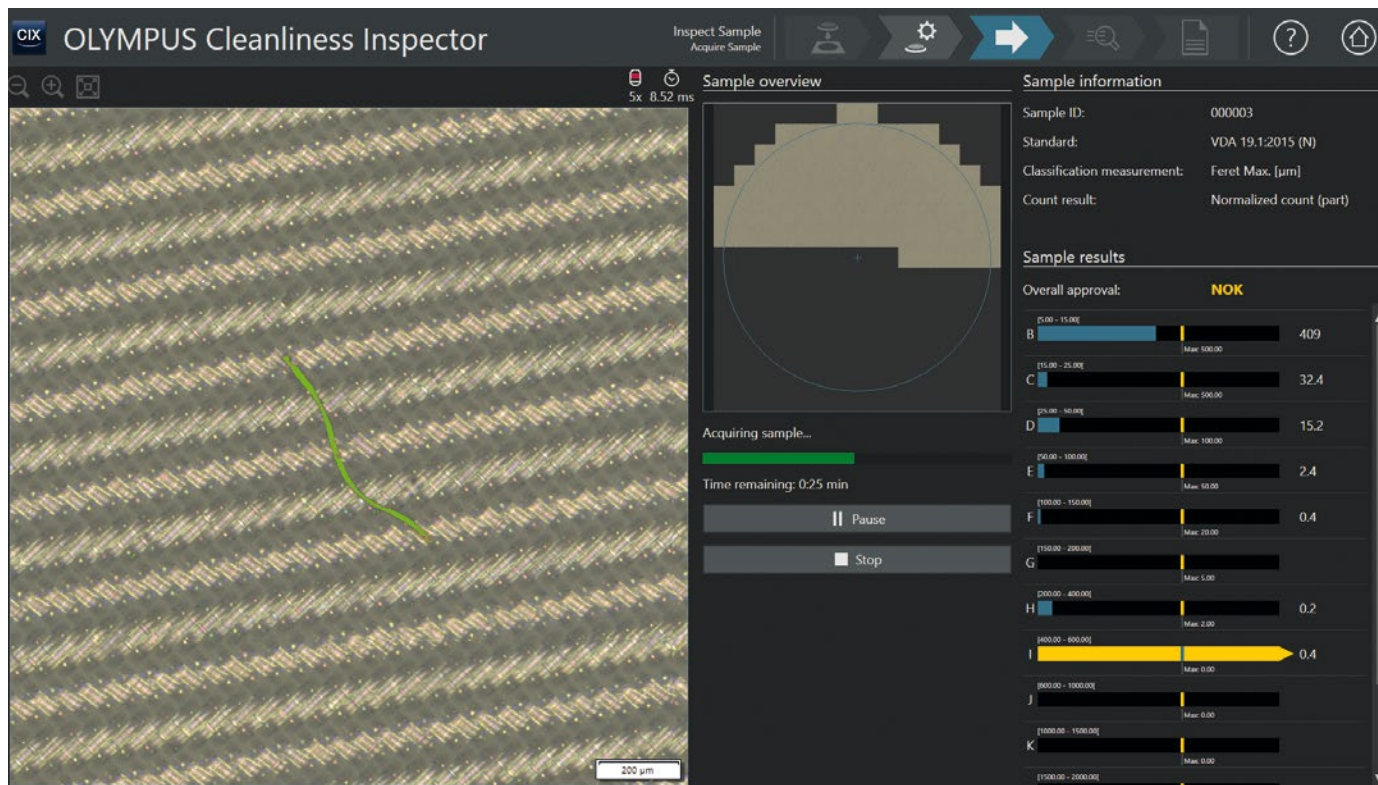 CIX
OLYMPUS Cleanliness Inspector
Inspect Sample
Acquire Sample
?
5x 8.52 ms
200 µm
Sample overview
Acquiring sample...
Time remaining: 0:25 min
Pause
Stop
Sample information
Sample ID: 000003
Standard: VDA 19.1:2015 (N)
Classification measurement: Feret Max. [µm]
Count result: Normalized count (part)
Sample results
Overall approval: NOK
[5.00 - 15.00[
B 409
Max: 500.00
[15.00 - 25.00[
C 32.4
Max: 500.00
[25.00 - 50.00[
D 15.2
Max: 100.00
[50.00 - 100.00[
E 2.4
Max: 50.00
[100.00 - 150.00[
F 0.4
Max: 20.00
[150.00 - 200.00[
G
Max: 5.00
[200.00 - 400.00[
H 0.2
Max: 2.00
[400.00 - 600.00[
I 0.4
Max: 0.00
[600.00 - 1000.00[
J
Max: 0.00
[1000.00 - 1500.00[
K
Max: 0.00
[1500.00 - 2000.00[